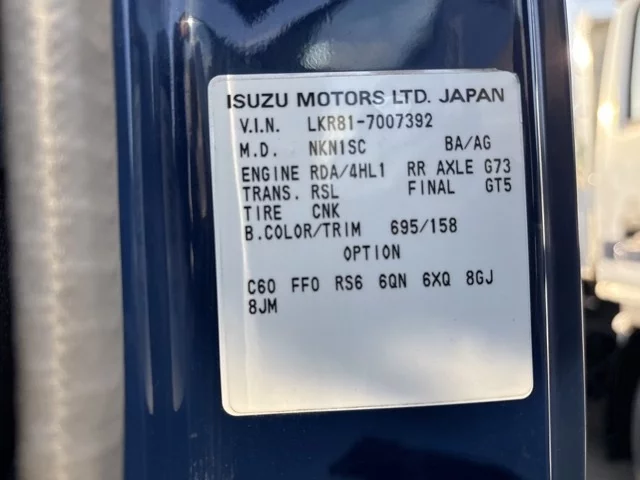 ISUZU MOTORS LTD. JAPAN
V.I.N. LKR81-7007392
M.D. NKN1SC BA/AG
ENGINE RDA/4HL1 RR AXLE G73
TRANS. RSL FINAL GT5
TIRE CNK
B.COLOR/TRIM 695/158
OPTION
C60 FF0 RS6 6QN 6XQ 8GJ
8JM